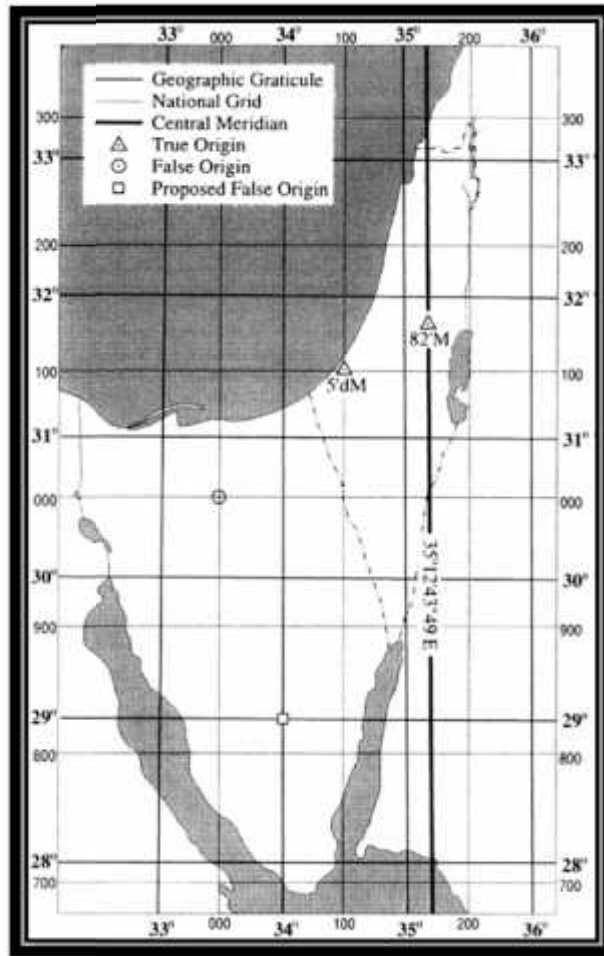 33° 000 34° 100 35° 200 36°
Geographic Graticule
National Grid
Central Meridian
True Origin
False Origin
Proposed False Origin
300 300
33° 33°
200 200
32° 32°
82'M
100 100
5'dM
31° 31°
000 000
35°12'43·49 E
30° 30°
900 900
29° 29°
800 800
28° 28°
700 700
33° 000 34° 100 35° 200 36°